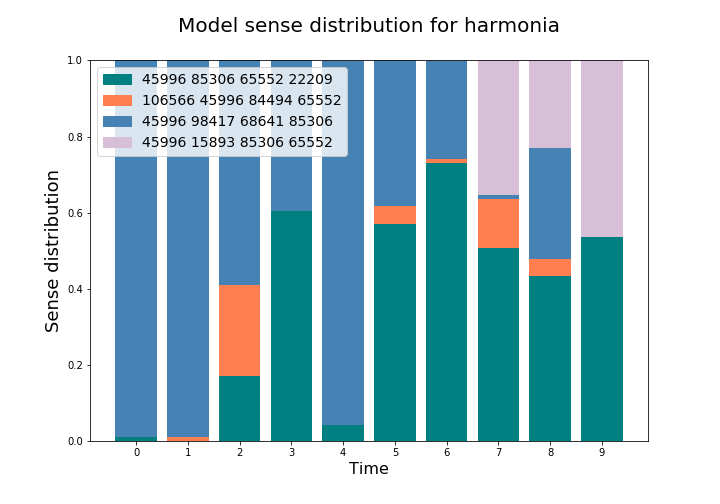 Model sense distribution for harmonia
45996 85306 65552 22209
106566 45996 84494 65552
45996 98417 68641 85306
45996 15893 85306 65552
Sense distribution
1.0
0.8
0.6
0.4
0.2
0.0
0 1 2 3 4 5 6 7 8 9
Time